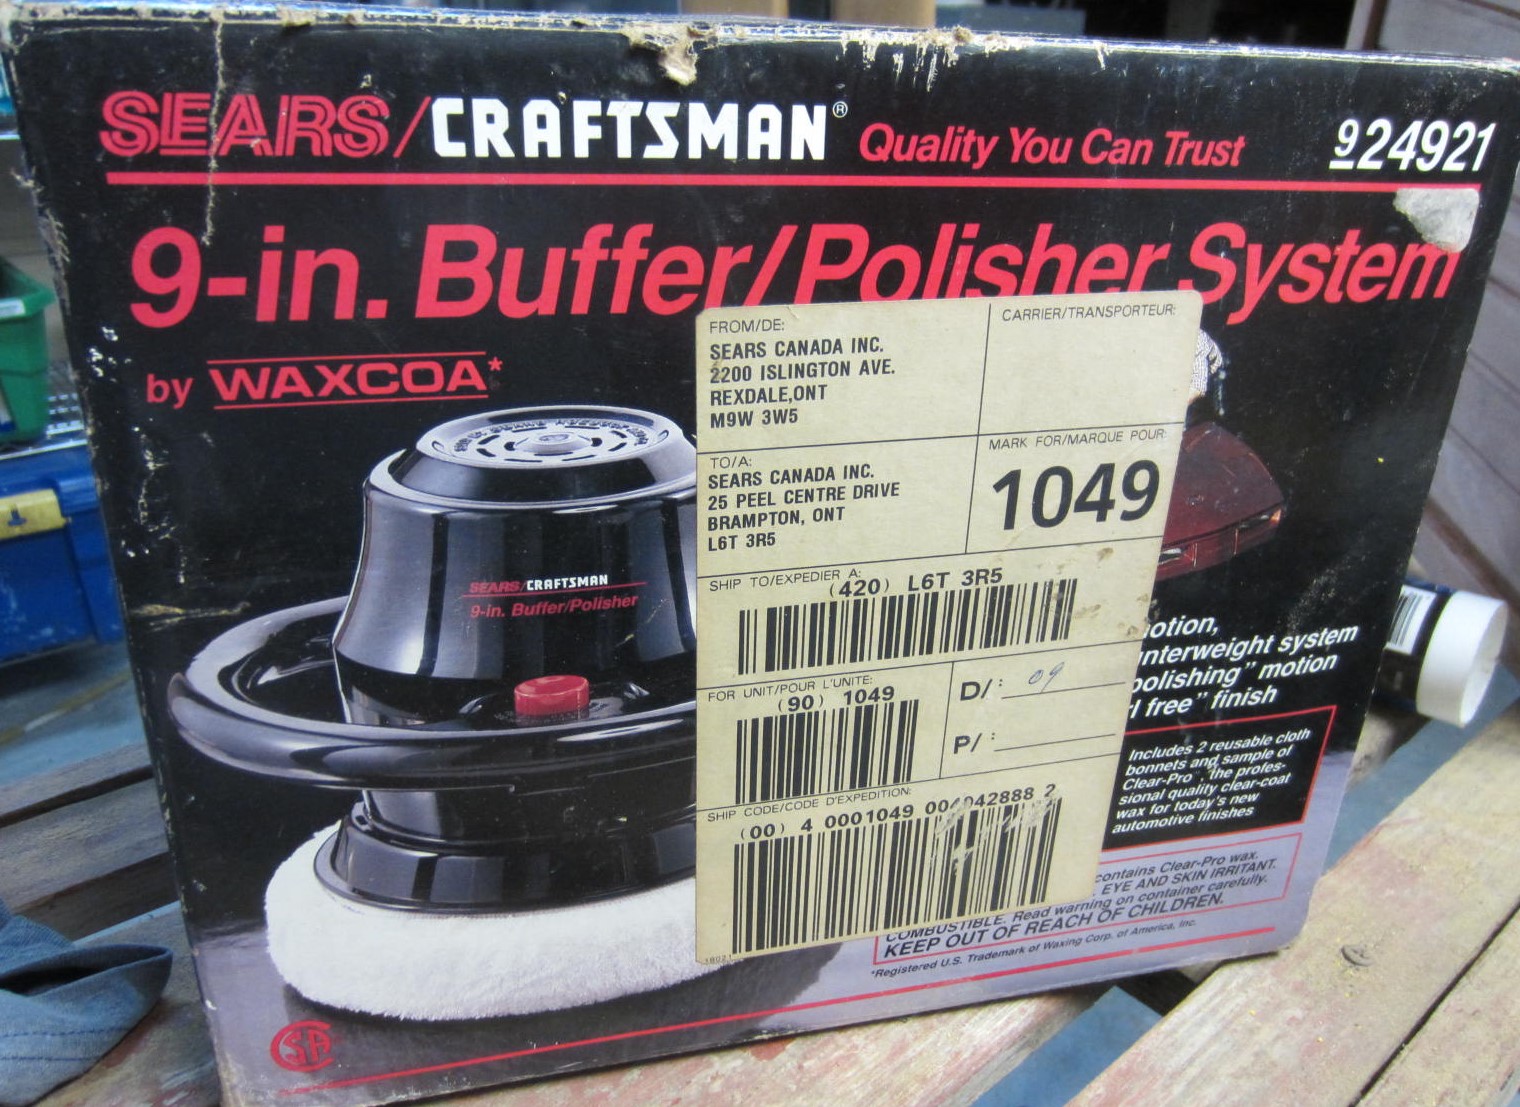 SEARS/CRAFTSMAN® Quality You Can Trust 924921
9-in. Buffer/Polisher System
by WAXCOA*
SEARS/CRAFTSMAN
9-in. Buffer/Polisher
FROM/DE:
SEARS CANADA INC.
2200 ISLINGTON AVE.
REXDALE,ONT
M9W 3W5
CARRIER/TRANSPORTEUR:
TO/A:
SEARS CANADA INC.
25 PEEL CENTRE DRIVE
BRAMPTON, ONT
L6T 3R5
MARK FOR/MARQUE POUR
1049
SHIP TO/EXPEDIER A:
(420) L6T 3R5
FOR UNIT/POUR L'UNITE:
(90) 1049
D/: 09
P/:
SHIP CODE/CODE D'EXPEDITION:
(00) 4 0001049 004042888 2
18021
otion,
nterweight system
olishing" motion
l free" finish
Includes 2 reusable cloth
bonnets and sample of
Clear-Pro", the profes-
sional quality clear-coat
wax for today's new
automotive finishes
contains Clear-Pro wax.
EYE AND SKIN IRRITANT.
COMBUSTIBLE. Read warning on container carefully.
KEEP OUT OF REACH OF CHILDREN.
*Registered U.S. Trademark of Waxing Corp. of America, Inc.
CSA